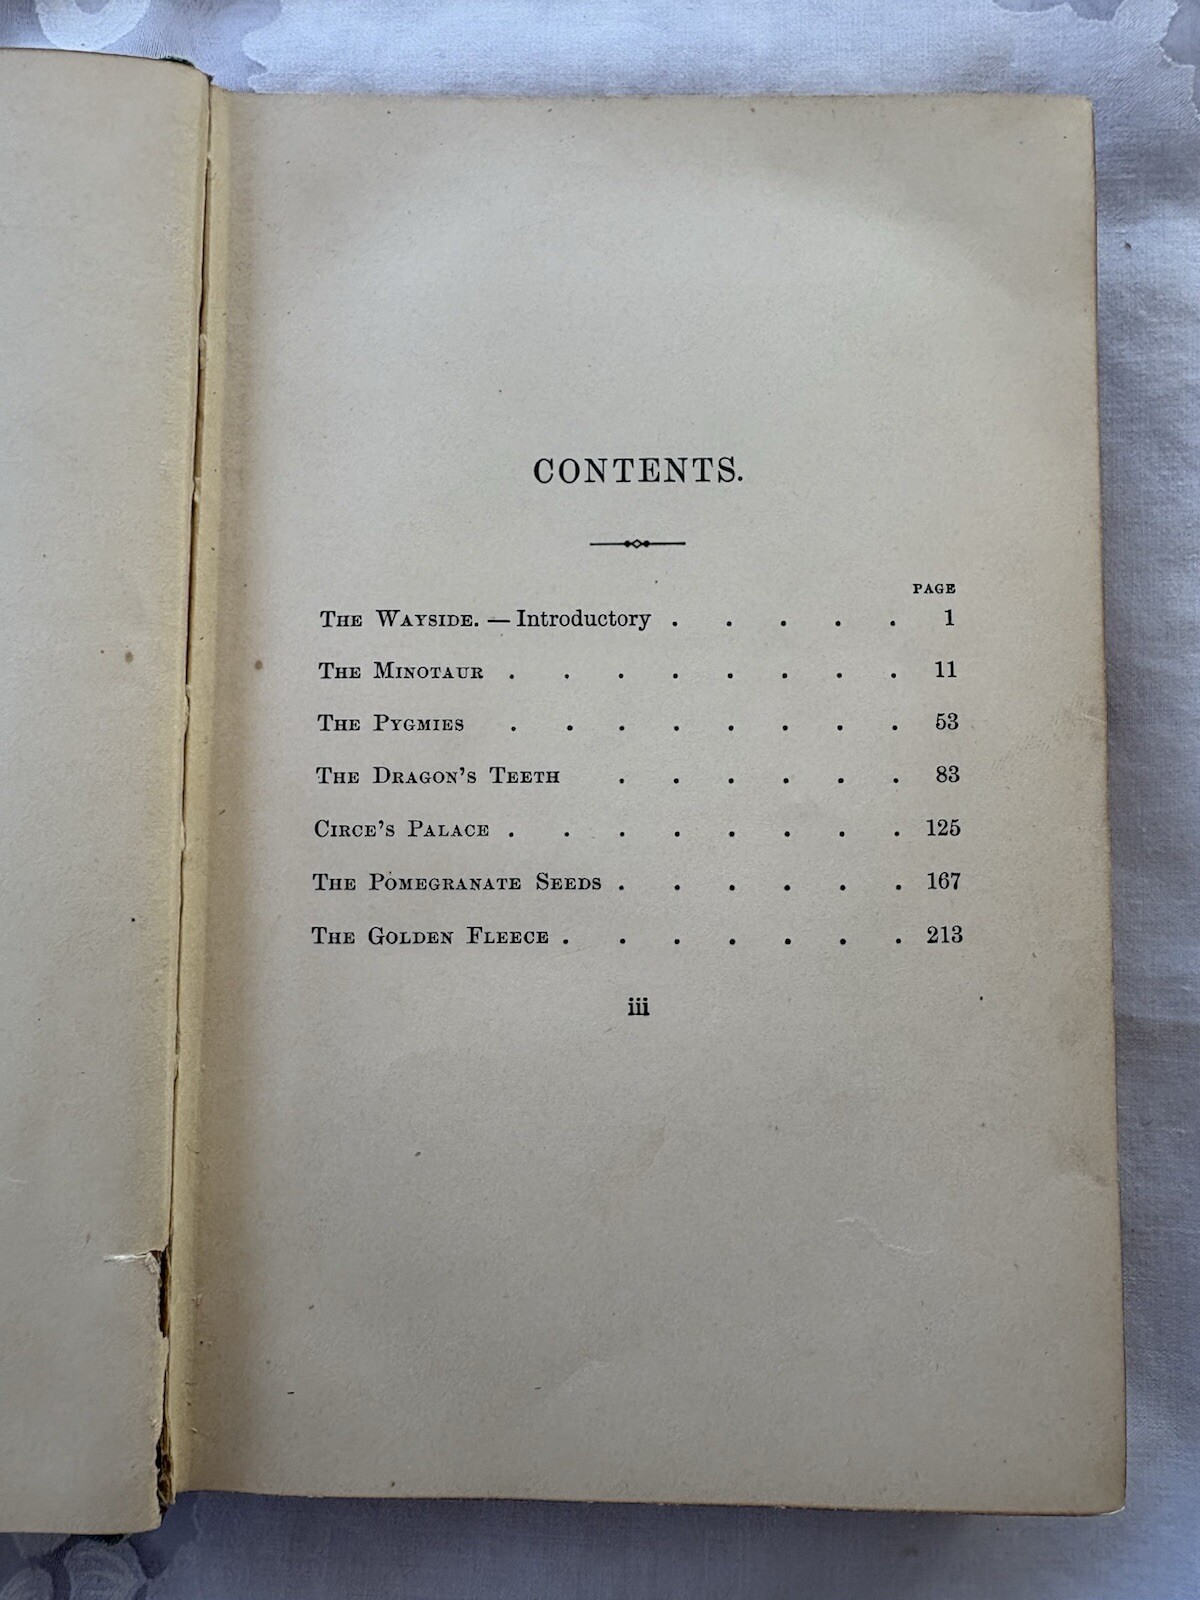 CONTENTS.
PAGE
The Wayside. — Introductory . . . . . 1
The Minotaur . . . . . . . . 11
The Pygmies . . . . . . . . 53
The Dragon's Teeth . . . . . . 83
Circe's Palace . . . . . . . . 125
The Pomegranate Seeds . . . . . . 167
The Golden Fleece . . . . . . . 213
iii